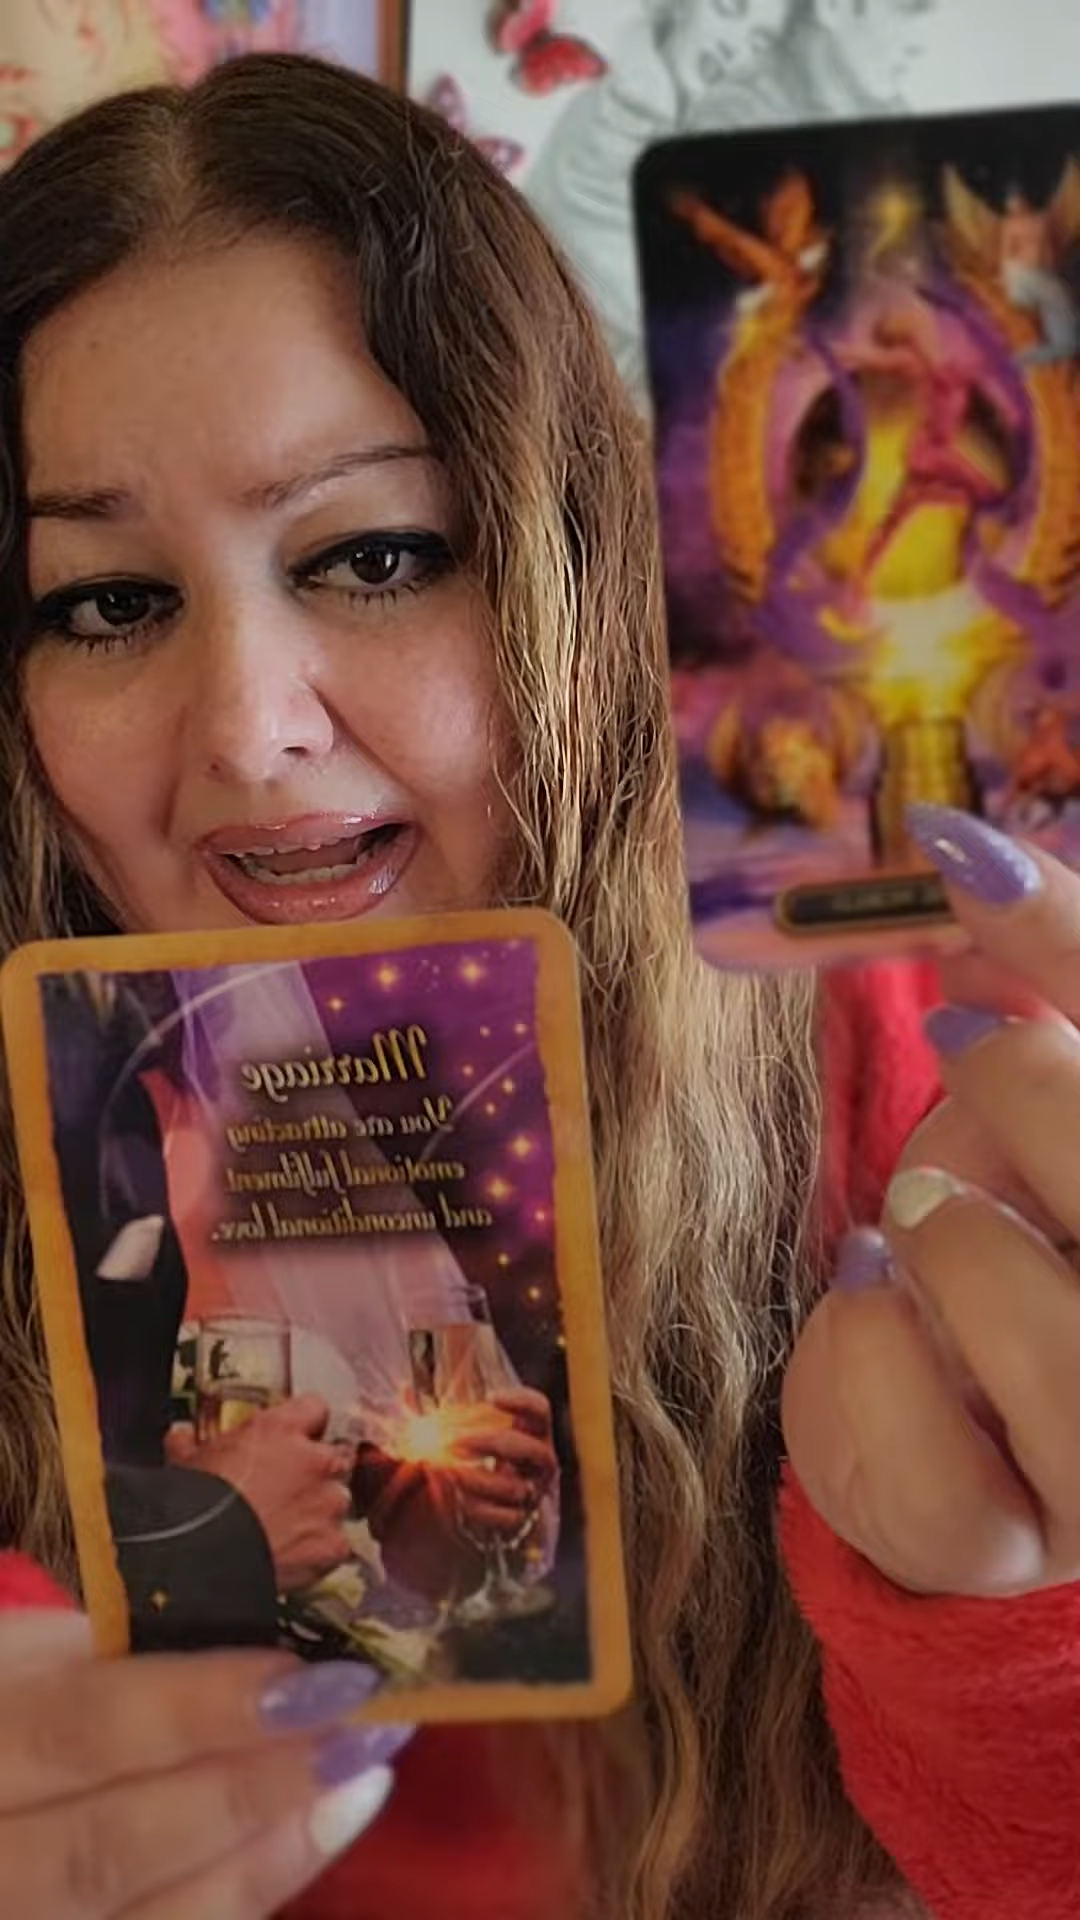 Marriage
You are attracting
emotional fulfilment
and unconditional love.